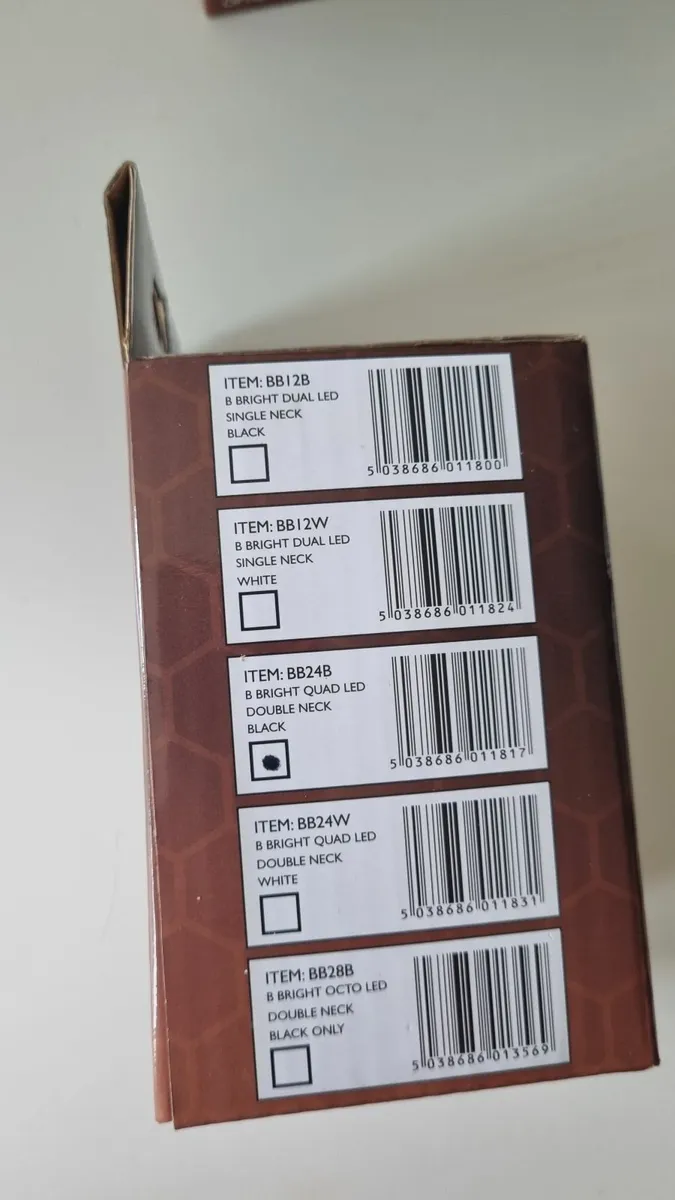 ITEM: BB12B
B BRIGHT DUAL LED
SINGLE NECK
BLACK
5 038686 011800
ITEM: BB12W
B BRIGHT DUAL LED
SINGLE NECK
WHITE
5 038686 011824
ITEM: BB24B
B BRIGHT QUAD LED
DOUBLE NECK
BLACK
5 038686 011817
ITEM: BB24W
B BRIGHT QUAD LED
DOUBLE NECK
WHITE
5 038686 011831
ITEM: BB28B
B BRIGHT OCTO LED
DOUBLE NECK
BLACK ONLY
5 038686 013569